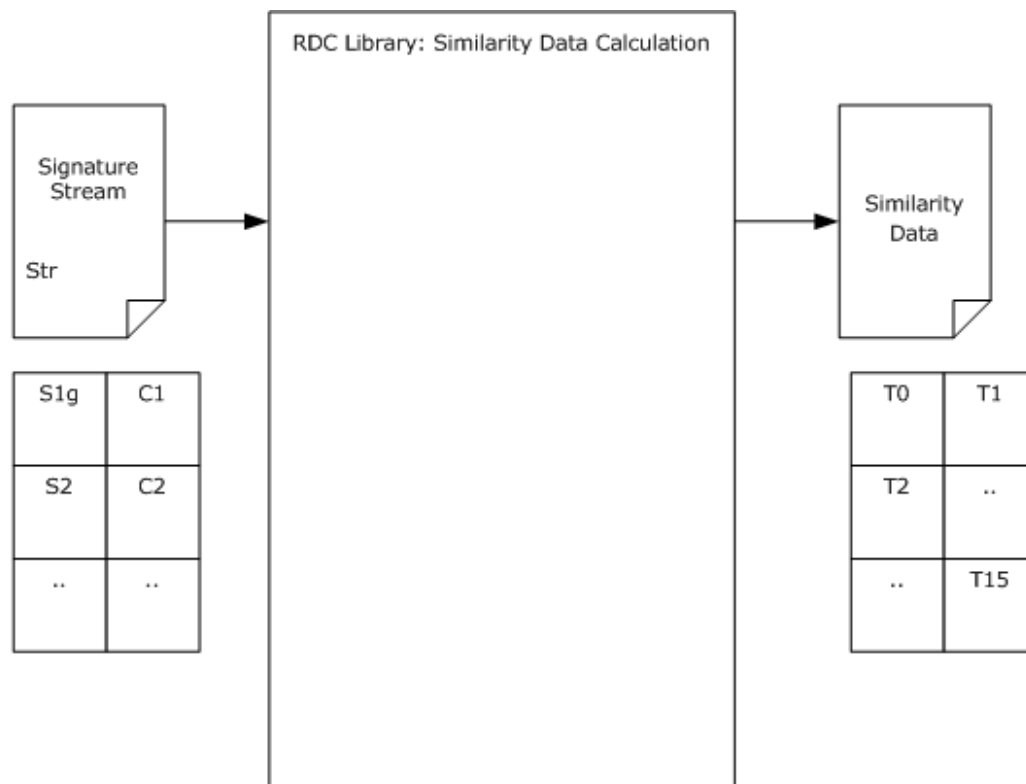 RDC Library: Similarity Data Calculation
Signature
Stream
Str
Similarity
Data
S1g C1
S2 C2
.. ..
T0 T1
T2 ..
.. T15